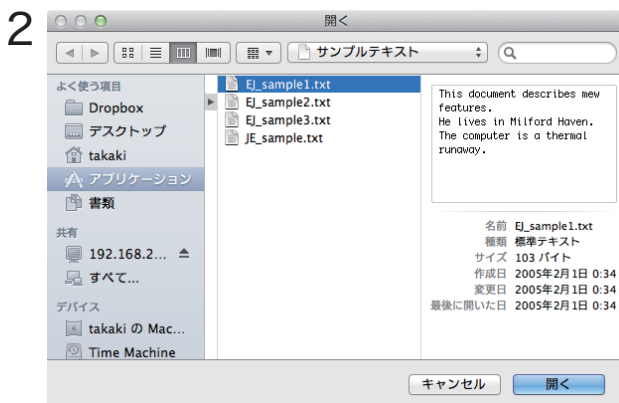 2
開く
サンプルテキスト
よく使う項目
Dropbox
デスクトップ
takaki
アプリケーション
書類
共有
192.168.2...
すべて...
デバイス
takaki の Mac...
Time Machine
EJ_sample1.txt
EJ_sample2.txt
EJ_sample3.txt
JE_sample.txt
This document describes mew
features.
He lives in Milford Haven.
The computer is a thermal
runaway.
名前 EJ_sample1.txt
種類 標準テキスト
サイズ 103 バイト
作成日 2005年2月1日 0:34
変更日 2005年2月1日 0:34
最後に開いた日 2005年2月1日 0:34
キャンセル
開く